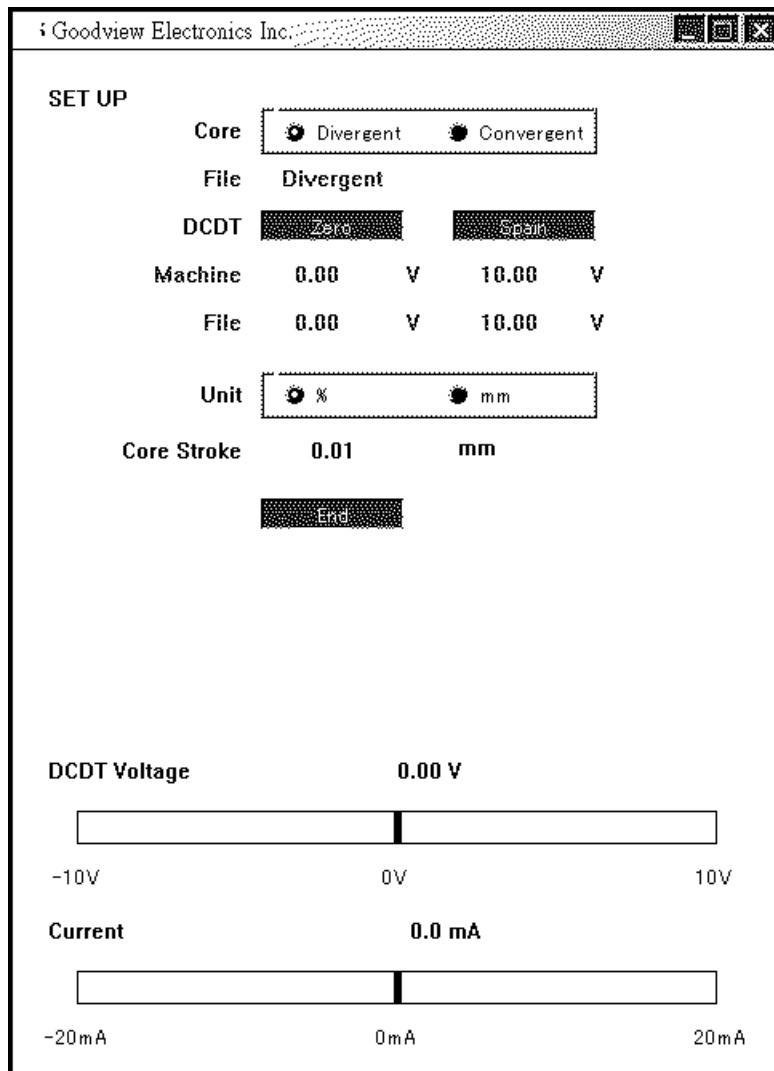 Goodview Electronics Inc.
SET UP
Core Divergent Convergent
File Divergent
DCDT Zero Spain
Machine 0.00 V 10.00 V
File 0.00 V 10.00 V
Unit % mm
Core Stroke 0.01 mm
End
DCDT Voltage 0.00 V
-10V 0V 10V
Current 0.0 mA
-20mA 0mA 20mA